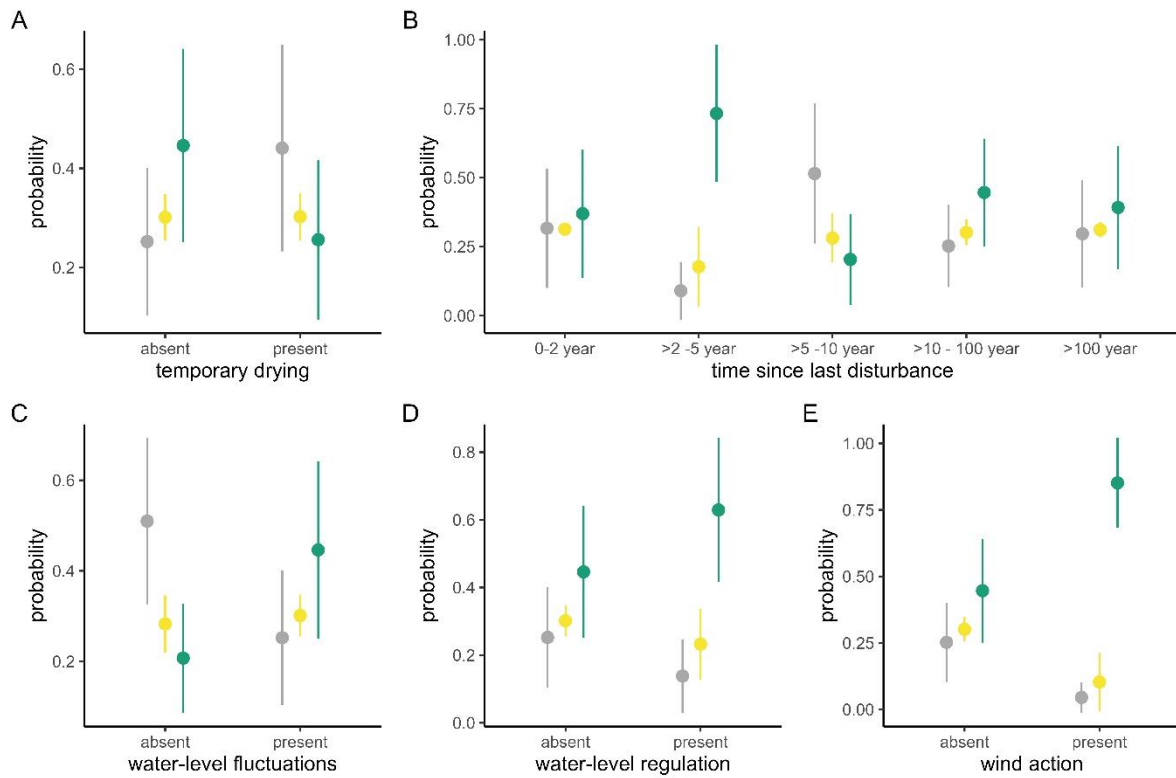 A
probability
0.6
0.4
0.2
absent present
temporary drying
B
probability
1.00
0.75
0.50
0.25
0.00
0-2 year >2 -5 year >5 -10 year >10 - 100 year >100 year
time since last disturbance
C
probability
0.6
0.4
0.2
absent present
water-level fluctuations
D
probability
0.8
0.6
0.4
0.2
0.0
absent present
water-level regulation
E
probability
1.00
0.75
0.50
0.25
0.00
absent present
wind action